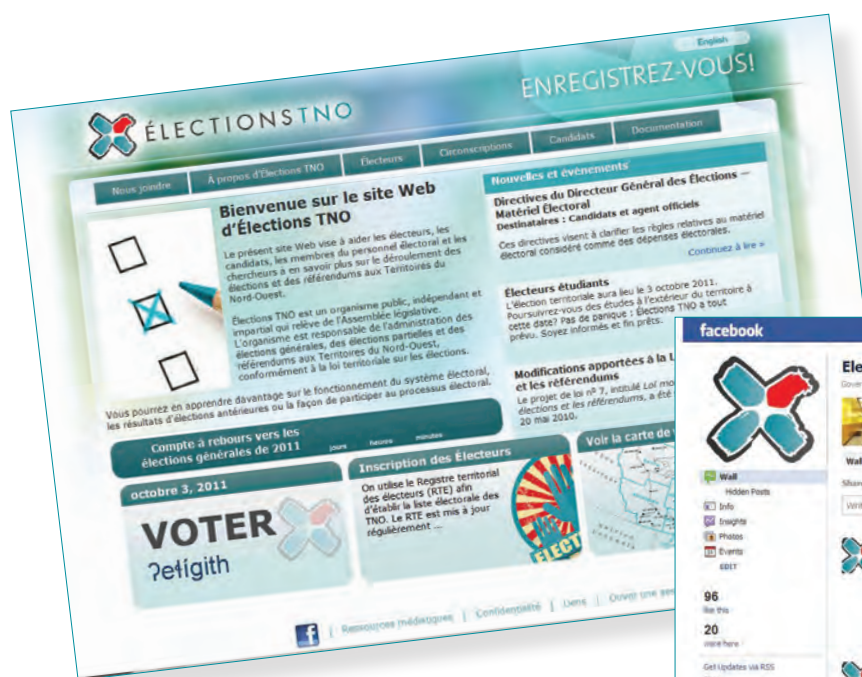 English
ÉLECTIONSTNO
ENREGISTREZ-VOUS!
Nous joindre
À propos d'Élections TNO
Électeurs
Circonscriptions
Candidats
Documentation
Bienvenue sur le site Web
d'Élections TNO
Le présent site Web vise à aider les électeurs, les
candidats, les membres du personnel électoral et les
chercheurs à en savoir plus sur le déroulement des
élections et des référendums aux Territoires du
Nord-Ouest.
Élections TNO est un organisme public, indépendant et
impartial qui relève de l'Assemblée législative.
L'organisme est responsable de l'administration des
élections générales, des élections partielles et des
référendums aux Territoires du Nord-Ouest,
conformément à la loi territoriale sur les élections.
Vous pourrez en apprendre davantage sur le fonctionnement du système électoral,
les résultats d'élections antérieures ou la façon de participer au processus électoral.
Nouvelles et évènements
Directives du Directeur Général des Élections —
Matériel Électoral
Destinataires : Candidats et agent officiels
Ces directives visent à clarifier les règles relatives au matériel
électoral considéré comme des dépenses électorales.
Continuez à lire »
Électeurs étudiants
L'élection territoriale aura lieu le 3 octobre 2011.
Poursuivrez-vous des études à l'extérieur du territoire à
cette date? Pas de panique : Élections TNO a tout
prévu. Soyez informés et fin prêts.
Modifications apportées à la L
et les référendums
Le projet de loi nº 7, intitulé Loi mo
élections et les référendums, a été
20 mai 2010.
Compte à rebours vers les
élections générales de 2011
jours
heures
minutes
octobre 3, 2011
VOTER
ʔełígith
Inscription des Électeurs
On utilise le Registre territorial
des électeurs (RTE) afin
d'établir la liste électorale des
TNO. Le RTE est mis à jour
régulièrement ...
ELECT
Voir la carte de
f | Ressources médiatiques | Confidentialité | Liens | Ouvrir une
facebook
Ele
Wall
Hidden Posts
Info
Insights
Photos
Events
EDIT
96
like this
20
were here
Get Updates via RSS
Gover
Wal
Shar
Writ